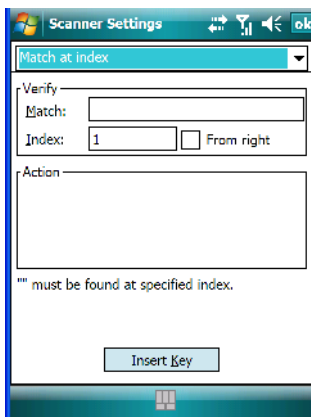 Scanner Settings ok
Match at index
Verify
Match:
Index: 1 From right
Action
"" must be found at specified index.
Insert Key